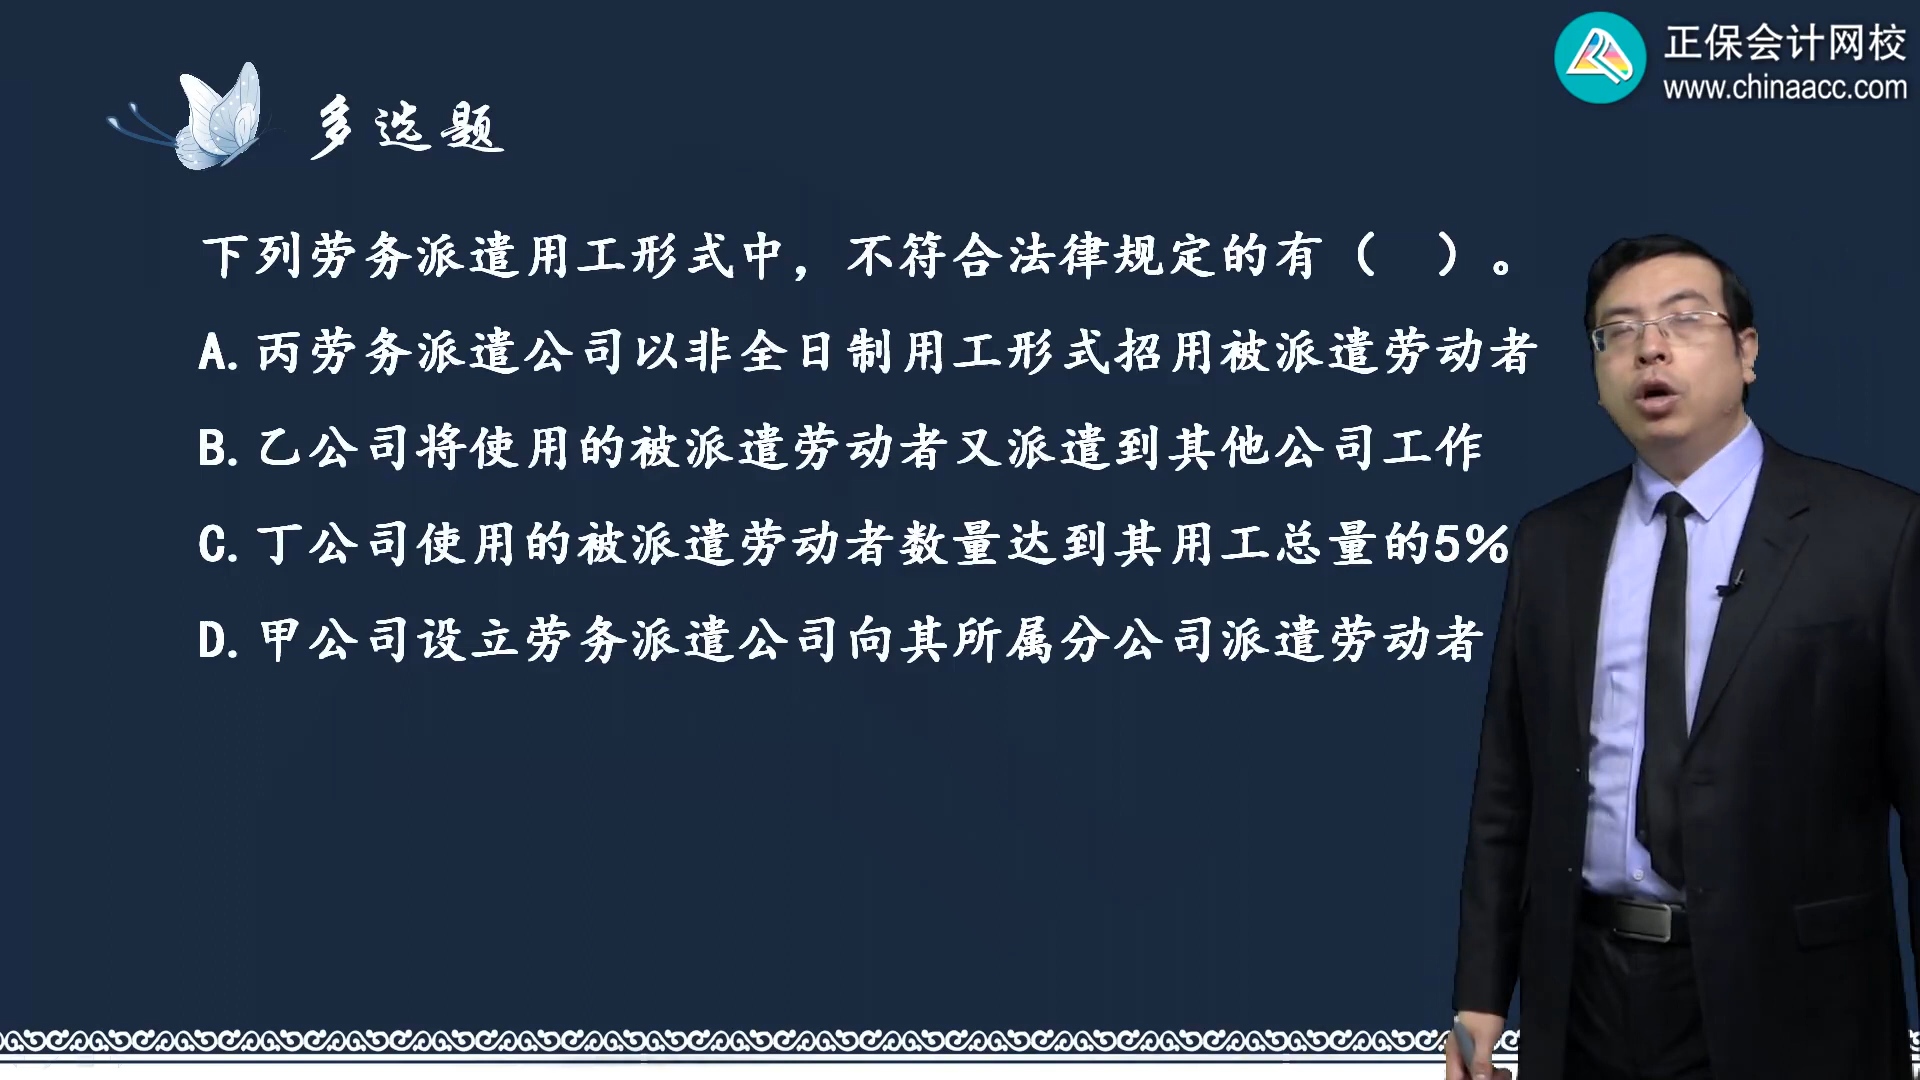 正保会计网校
www.chinaacc.com
多选题
下列劳务派遣用工形式中，不符合法律规定的有（　）。
A.丙劳务派遣公司以非全日制用工形式招用被派遣劳动者
B.乙公司将使用的被派遣劳动者又派遣到其他公司工作
C.丁公司使用的被派遣劳动者数量达到其用工总量的5%
D.甲公司设立劳务派遣公司向其所属分公司派遣劳动者